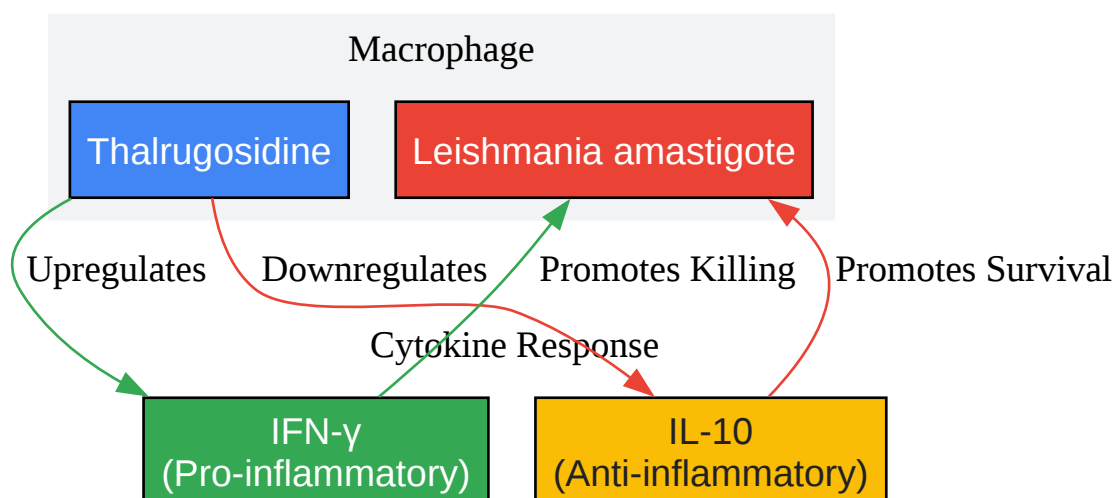 Macrophage
Thalrugosidine
Leishmania amastigote
Upregulates
Downregulates
Promotes Killing
Promotes Survival
Cytokine Response
IFN-γ
(Pro-inflammatory)
IL-10
(Anti-inflammatory)